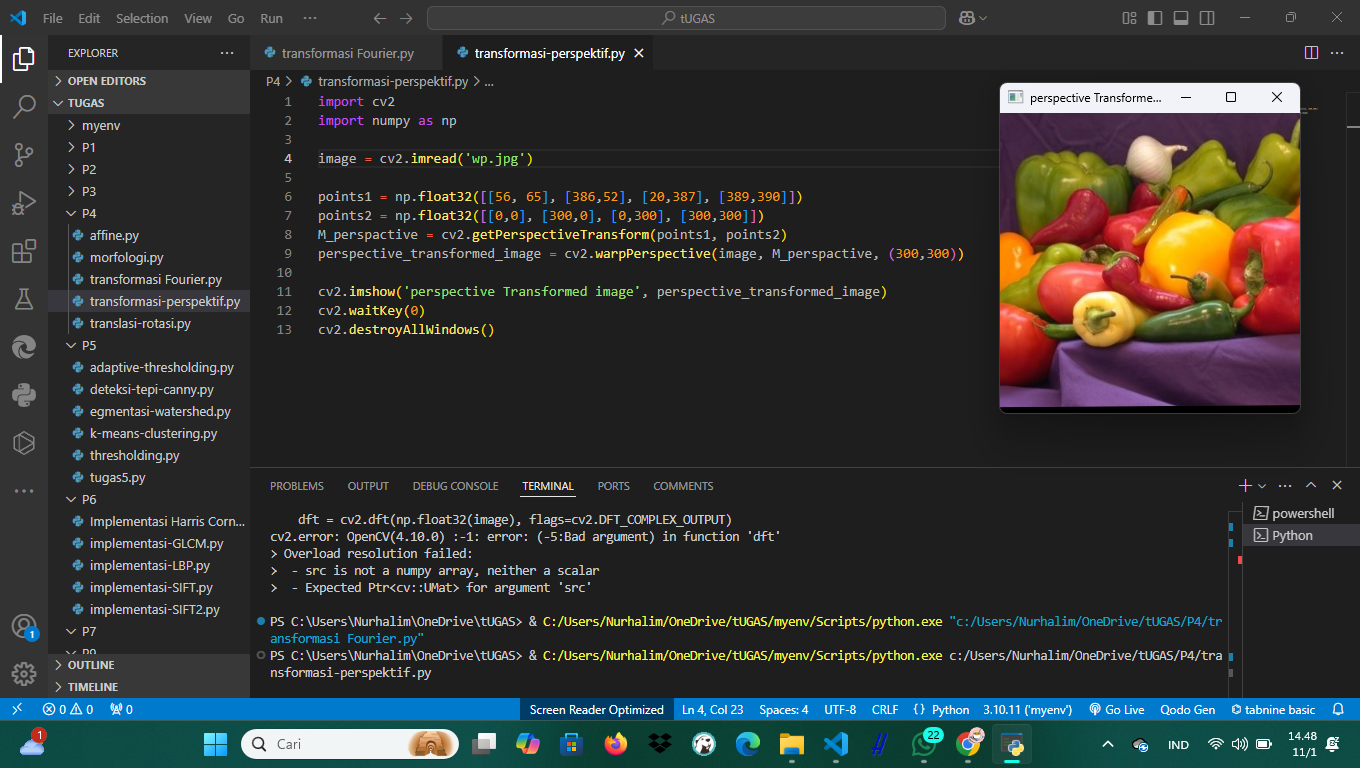 File Edit Selection View Go Run ··· tUGAS
EXPLORER ···
OPEN EDITORS
TUGAS
myenv
P1
P2
P3
P4
affine.py
morfologi.py
transformasi Fourier.py
transformasi-perspektif.py
translasi-rotasi.py
P5
adaptive-thresholding.py
deteksi-tepi-canny.py
egmentasi-watershed.py
k-means-clustering.py
thresholding.py
tugas5.py
P6
Implementasi Harris Corn...
implementasi-GLCM.py
implementasi-LBP.py
implementasi-SIFT.py
implementasi-SIFT2.py
P7
OUTLINE
TIMELINE
transformasi Fourier.py transformasi-perspektif.py
P4 > transformasi-perspektif.py > ...
1 import cv2
2 import numpy as np
3
4 image = cv2.imread('wp.jpg')
5
6 points1 = np.float32([[56, 65], [386,52], [20,387], [389,390]])
7 points2 = np.float32([[0,0], [300,0], [0,300], [300,300]])
8 M_perspactive = cv2.getPerspectiveTransform(points1, points2)
9 perspective_transformed_image = cv2.warpPerspective(image, M_perspactive, (300,300))
10
11 cv2.imshow('perspective Transformed image', perspective_transformed_image)
12 cv2.waitKey(0)
13 cv2.destroyAllWindows()
perspective Transforme...
PROBLEMS OUTPUT DEBUG CONSOLE TERMINAL PORTS COMMENTS
dft = cv2.dft(np.float32(image), flags=cv2.DFT_COMPLEX_OUTPUT)
cv2.error: OpenCV(4.10.0) :-1: error: (-5:Bad argument) in function 'dft'
> Overload resolution failed:
>  - src is not a numpy array, neither a scalar
>  - Expected Ptr<cv::UMat> for argument 'src'
PS C:\Users\Nurhalim\OneDrive\tUGAS> & C:/Users/Nurhalim/OneDrive/tUGAS/myenv/Scripts/python.exe "c:/Users/Nurhalim/OneDrive/tUGAS/P4/tr
ansformasi Fourier.py"
PS C:\Users\Nurhalim\OneDrive\tUGAS> & C:/Users/Nurhalim/OneDrive/tUGAS/myenv/Scripts/python.exe c:/Users/Nurhalim/OneDrive/tUGAS/P4/tra
nsformasi-perspektif.py
powershell
Python
1
0 0 0 Screen Reader Optimized Ln 4, Col 23 Spaces: 4 UTF-8 CRLF {} Python 3.10.11 ('myenv') Go Live Qodo Gen tabnine basic
1 Cari 22 IND 14.48
11/1